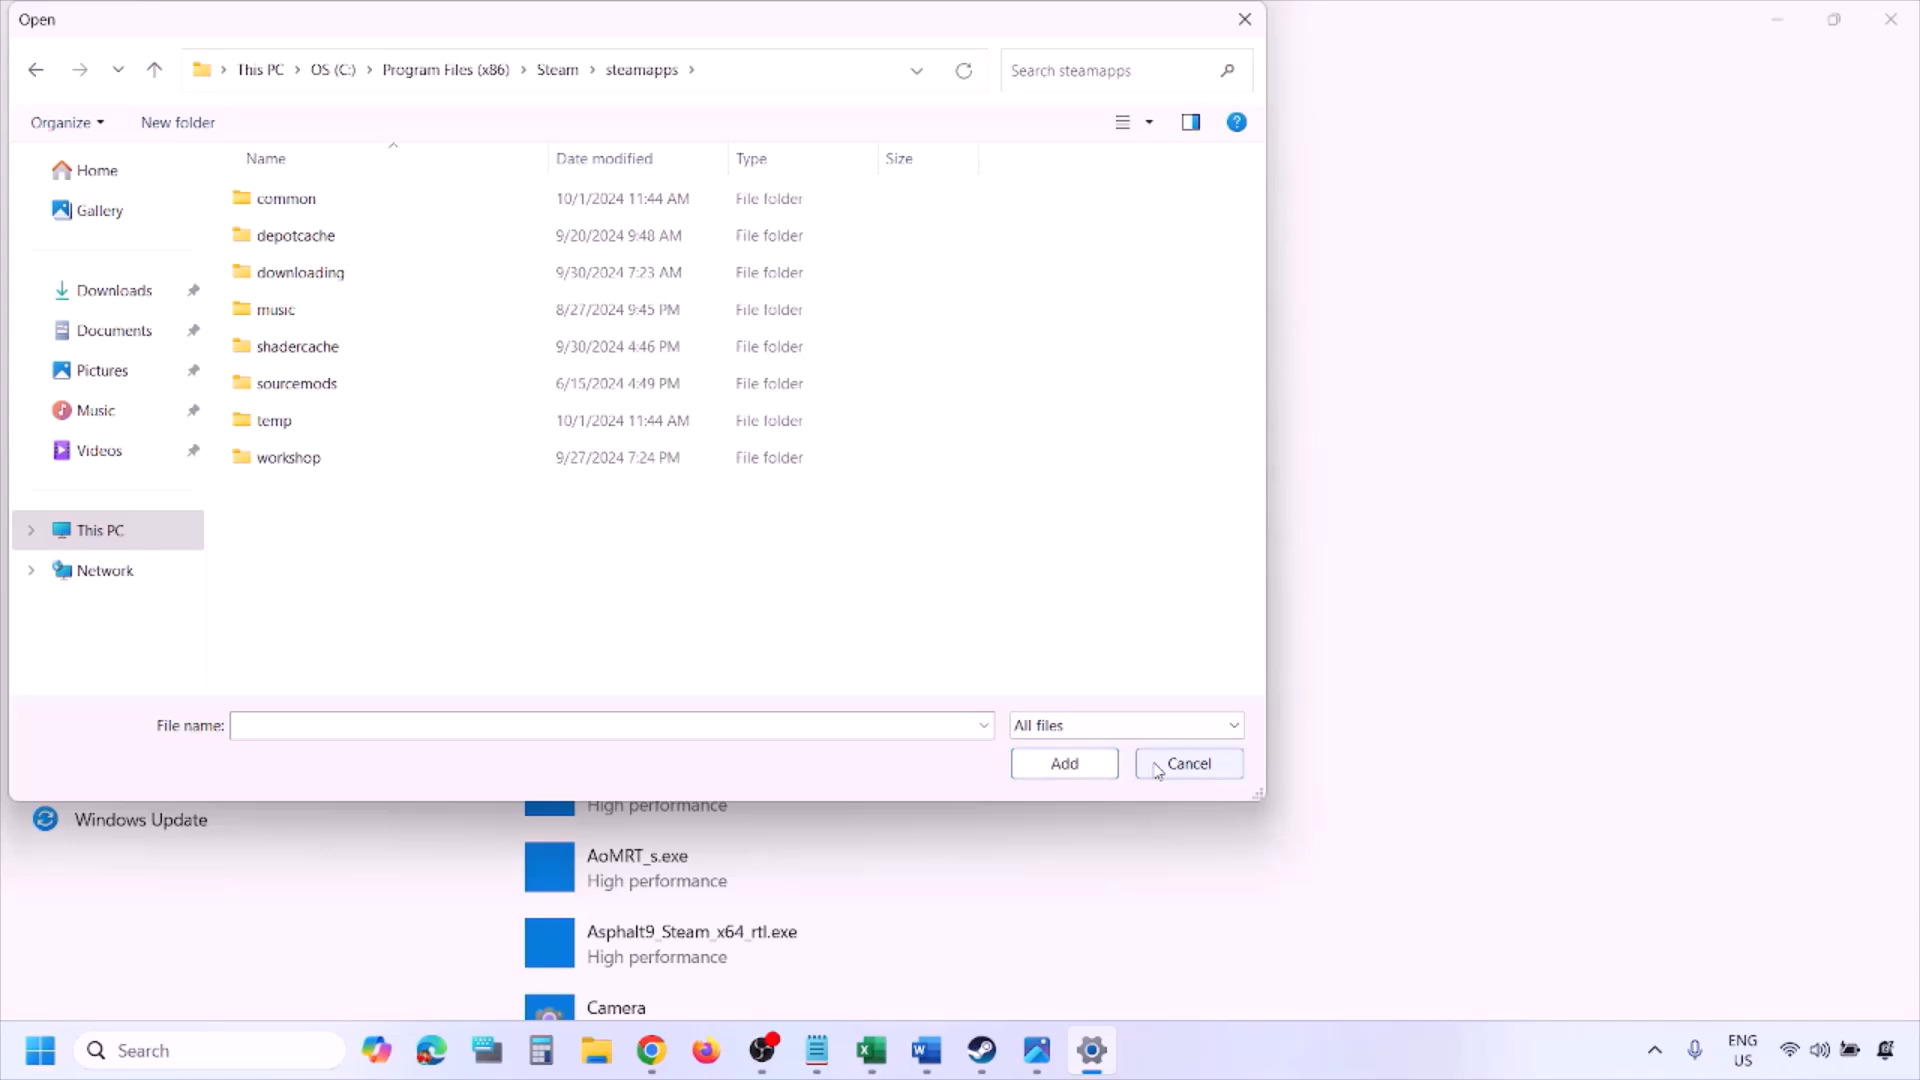 Open
This PC > OS (C:) > Program Files (x86) > Steam > steamapps >
Search steamapps
Organize
New folder
Name
Date modified
Type
Size
Home
Gallery
Downloads
Documents
Pictures
Music
Videos
This PC
Network
common 10/1/2024 11:44 AM File folder
depotcache 9/20/2024 9:48 AM File folder
downloading 9/30/2024 7:23 AM File folder
music 8/27/2024 9:45 PM File folder
shadercache 9/30/2024 4:46 PM File folder
sourcemods 6/15/2024 4:49 PM File folder
temp 10/1/2024 11:44 AM File folder
workshop 9/27/2024 7:24 PM File folder
File name:
All files
Add
Cancel
Windows Update
High performance
AoMRT_s.exe
High performance
Asphalt9_Steam_x64_rtl.exe
High performance
Camera
Search
ENG
US